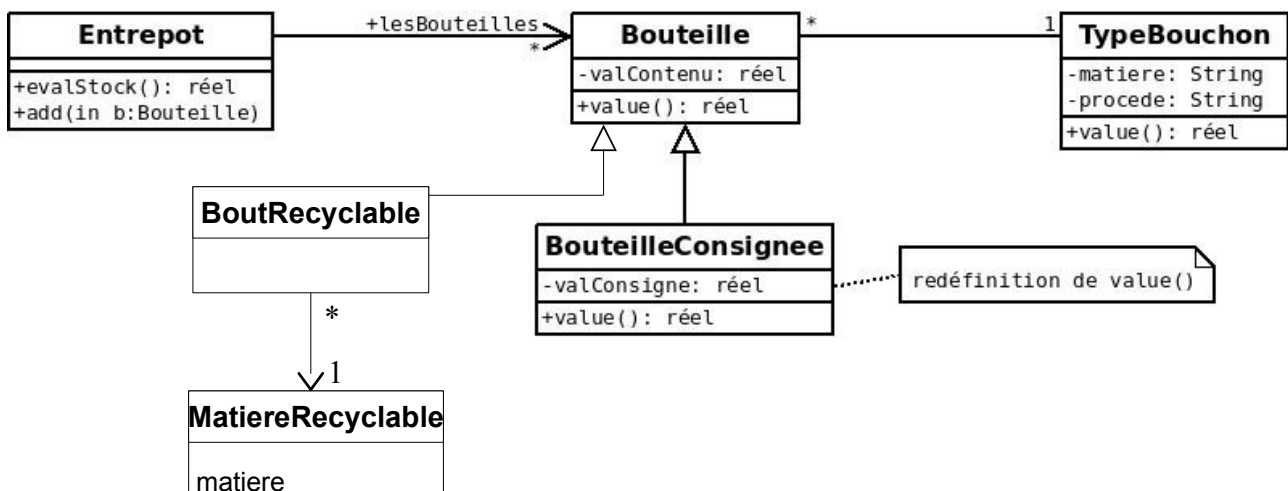 Entrepot
+evalStock(): réel
+add(in b:Bouteille)
+lesBouteilles
*
Bouteille
-valContenu: réel
+value(): réel
*
1
TypeBouchon
-matiere: String
-procede: String
+value(): réel
BoutRecyclable
BouteilleConsignee
-valConsigne: réel
+value(): réel
redéfinition de value()
*
1
MatiereRecyclable
matiere